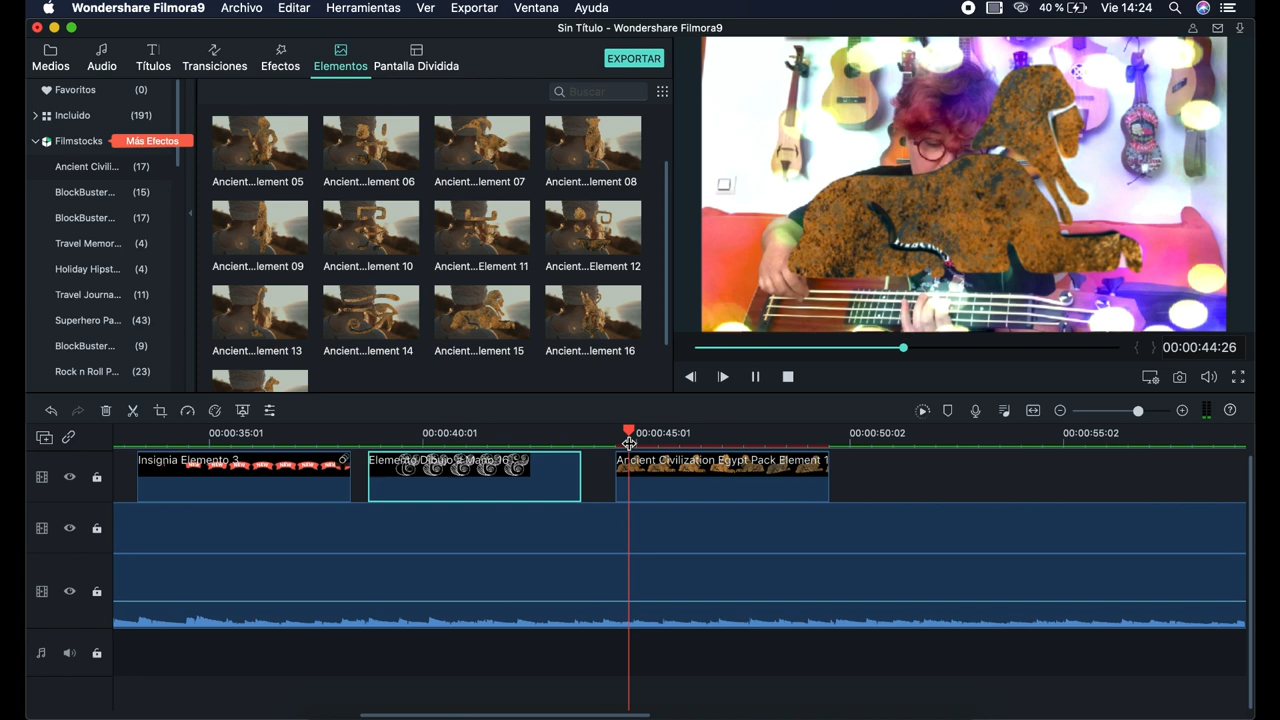 Wondershare Filmora9 Archivo Editar Herramientas Ver Exportar Ventana Ayuda 40 % Vie 14:24
Sin Título - Wondershare Filmora9
Medios Audio Títulos Transiciones Efectos Elementos Pantalla Dividida EXPORTAR
Buscar
Favoritos (0)
Incluido (191)
Filmstocks Más Efectos
Ancient Civili... (17)
BlockBuster... (15)
BlockBuster... (17)
Travel Memor... (4)
Holiday Hipst... (4)
Travel Journa... (11)
Superhero Pa... (43)
BlockBuster... (9)
Rock n Roll P... (23)
Ancient...lement 05 Ancient...lement 06 Ancient...lement 07 Ancient...lement 08
Ancient...lement 09 Ancient...lement 10 Ancient...Element 11 Ancient...Element 12
Ancient...lement 13 Ancient...lement 14 Ancient...lement 15 Ancient...lement 16
00:00:44:26
00:00:35:01 00:00:40:01 00:00:45:01 00:00:50:02 00:00:55:02
Insignia Elemento 3 Elemento Dibujo a Mano 16 Ancient Civilization Egypt Pack Element 1
NEW NEW NEW NEW NEW NEW